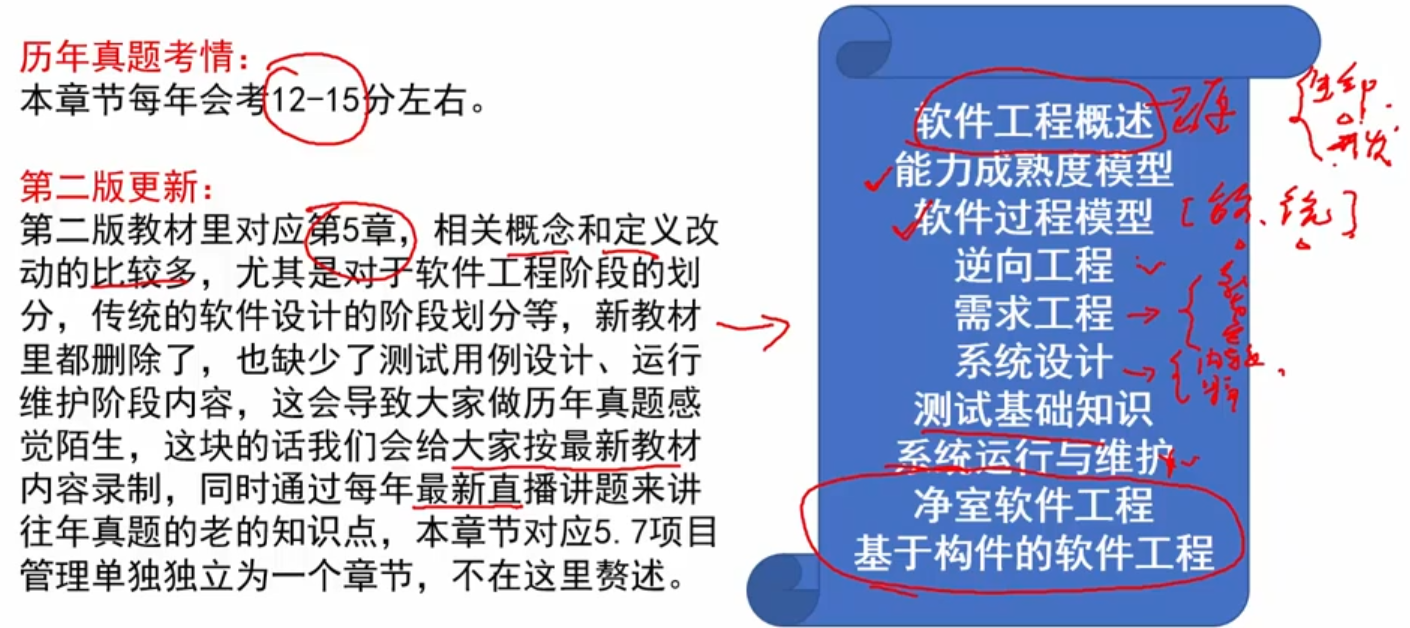 历年真题考情：
本章节每年会考12-15分左右。
第二版更新：
第二版教材里对应第5章，相关概念和定义改
动的比较多，尤其是对于软件工程阶段的划
分，传统的软件设计的阶段划分等，新教材
里都删除了，也缺少了测试用例设计、运行
维护阶段内容，这会导致大家做历年真题感
觉陌生，这块的话我们会给大家按最新教材
内容录制，同时通过每年最新直播讲题来讲
往年真题的老的知识点，本章节对应5.7项目
管理单独独立为一个章节，不在这里赘述。
软件工程概述
能力成熟度模型
软件过程模型
逆向工程
需求工程
系统设计
测试基础知识
系统运行与维护
净室软件工程
基于构件的软件工程